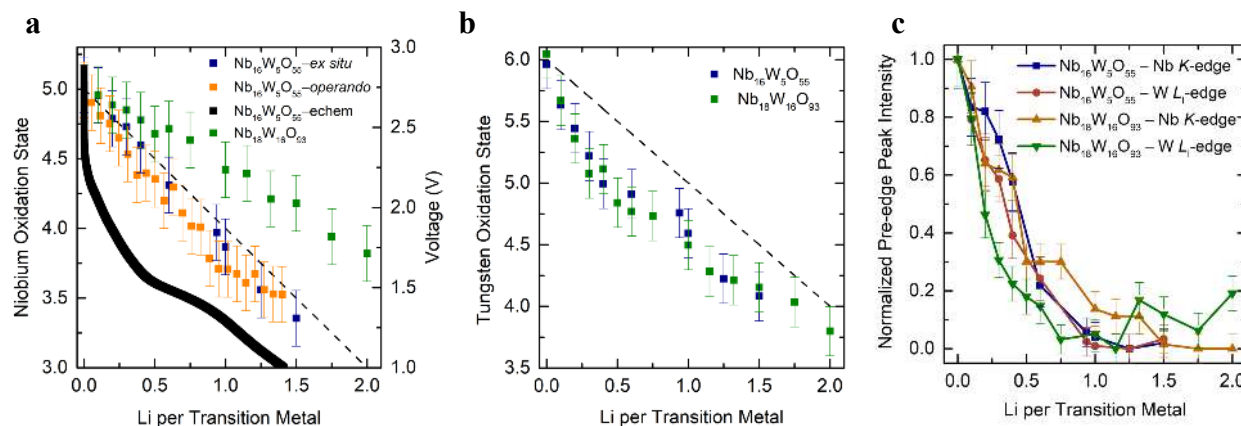 a
b
c
Niobium Oxidation State
5.0
4.5
4.0
3.5
3.0
Nb₁₆W₅O₅₅–ex situ
Nb₁₆W₅O₅₅–operando
Nb₁₆W₅O₅₅–echem
Nb₁₈W₁₆O₉₃
3.0
2.5
2.0
1.5
1.0
Voltage (V)
0.0 0.5 1.0 1.5 2.0
Li per Transition Metal
Tungsten Oxidation State
6.0
5.5
5.0
4.5
4.0
3.5
Nb₁₆W₅O₅₅
Nb₁₈W₁₆O₉₃
0.0 0.5 1.0 1.5 2.0
Li per Transition Metal
Normalized Pre-edge Peak Intensity
1.0
0.8
0.6
0.4
0.2
0.0
Nb₁₆W₅O₅₅ – Nb K-edge
Nb₁₆W₅O₅₅ – W L₁-edge
Nb₁₈W₁₆O₉₃ – Nb K-edge
Nb₁₈W₁₆O₉₃ – W L₁-edge
0.0 0.5 1.0 1.5 2.0
Li per Transition Metal